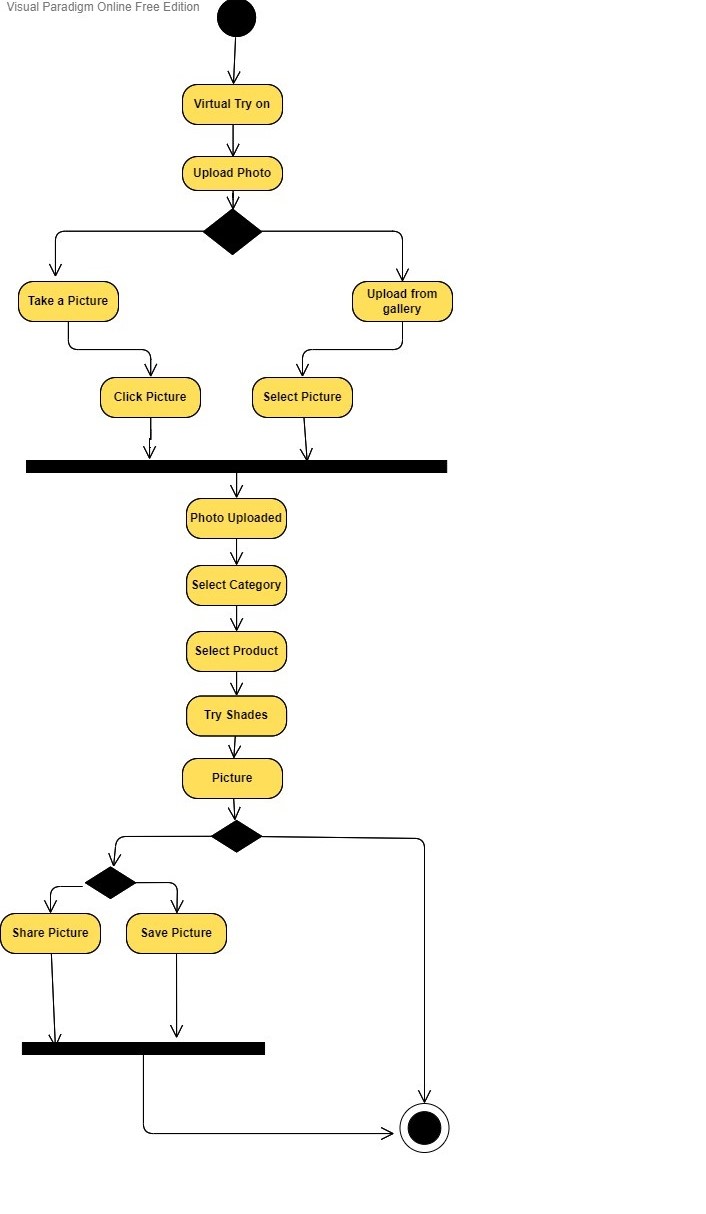 Visual Paradigm Online Free Edition
Virtual Try on
Upload Photo
Take a Picture
Upload from
gallery
Click Picture
Select Picture
Photo Uploaded
Select Category
Select Product
Try Shades
Picture
Share Picture
Save Picture